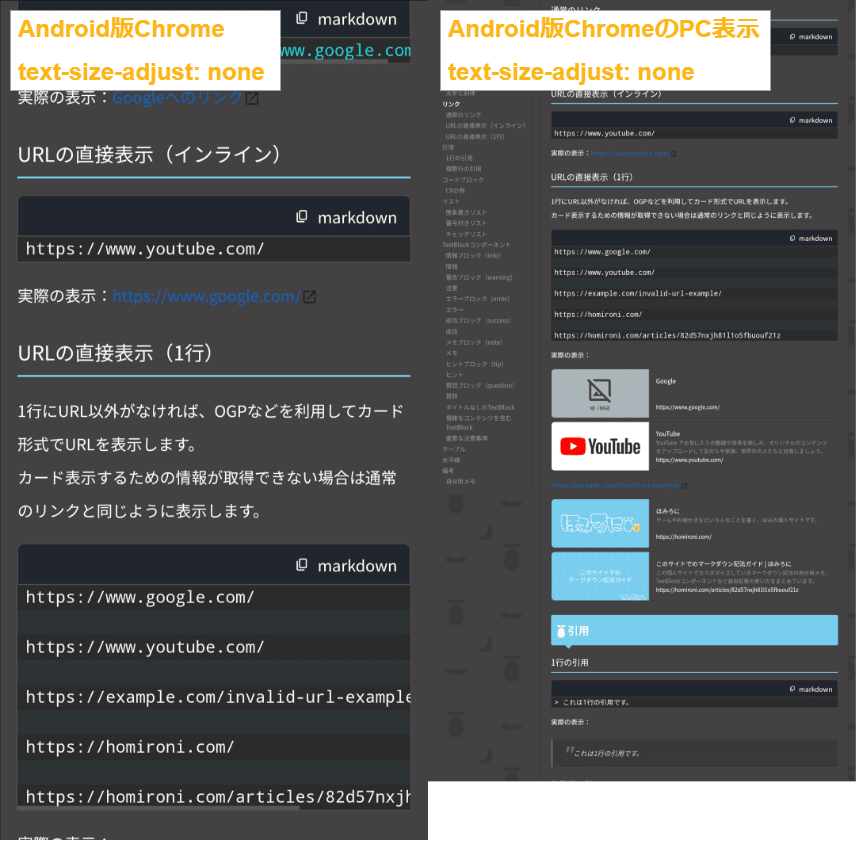 Android版Chrome
text-size-adjust: none
markdown
www.google.com
実際の表示：Googleへのリンク
URLの直接表示（インライン）
markdown
https://www.youtube.com/
実際の表示：https://www.google.com/
URLの直接表示（1行）
1行にURL以外がなければ、OGPなどを利用してカード
形式でURLを表示します。
カード表示するための情報が取得できない場合は通常
のリンクと同じように表示します。
markdown
https://www.google.com/
https://www.youtube.com/
https://example.com/invalid-url-example
https://homironi.com/
https://homironi.com/articles/82d57nxjh
Android版ChromeのPC表示
text-size-adjust: none
通常のリンク
markdown
リンク
通常のリンク
URLの直接表示（インライン）
URLの直接表示（1行）
引用
1行の引用
複数行の引用
コードブロック
C#の例
リスト
箇条書きリスト
番号付きリスト
チェックリスト
TextBlockコンポーネント
情報ブロック（info）
情報
警告ブロック（warning）
注意
エラーブロック（error）
エラー
成功ブロック（success）
成功
メモブロック（note）
メモ
ヒントブロック（tip）
ヒント
質問ブロック（question）
質問
タイトルなしのTextBlock
複雑なコンテンツを含む
TextBlock
重要な注意事項
テーブル
水平線
備考
自分用メモ
URLの直接表示（インライン）
markdown
https://www.youtube.com/
実際の表示：https://www.google.com/
URLの直接表示（1行）
1行にURL以外がなければ、OGPなどを利用してカード形式でURLを表示します。
カード表示するための情報が取得できない場合は通常のリンクと同じように表示します。
markdown
https://www.google.com/
https://www.youtube.com/
https://example.com/invalid-url-example/
https://homironi.com/
https://homironi.com/articles/82d57nxjh81l1o5fbuouf21z
実際の表示：
NO IMAGE
Google
https://www.google.com/
YouTube
YouTube
YouTube でお気に入りの動画や音楽を楽しみ、オリジナルのコンテンツ
をアップロードして友だちや家族、世界中の人たちと共有しましょう。
https://www.youtube.com/
https://example.com/invalid-url-example/
ほみろに
ほみろに
ゲームやお絵かきなどいろんなことを書く、ほみの個人サイトです。
https://homironi.com/
このサイトでの
マークダウン記法ガイド
このサイトでのマークダウン記法ガイド | ほみろに
この個人サイトでカスタマイズしているマークダウン記法の自分用メモ。
TextBlockコンポーネントなど独自拡張の使い方をまとめています。
https://homironi.com/articles/82d57nxjh81l1o5fbuouf21z
引用
1行の引用
markdown
> これは1行の引用です。
実際の表示：
これは1行の引用です。